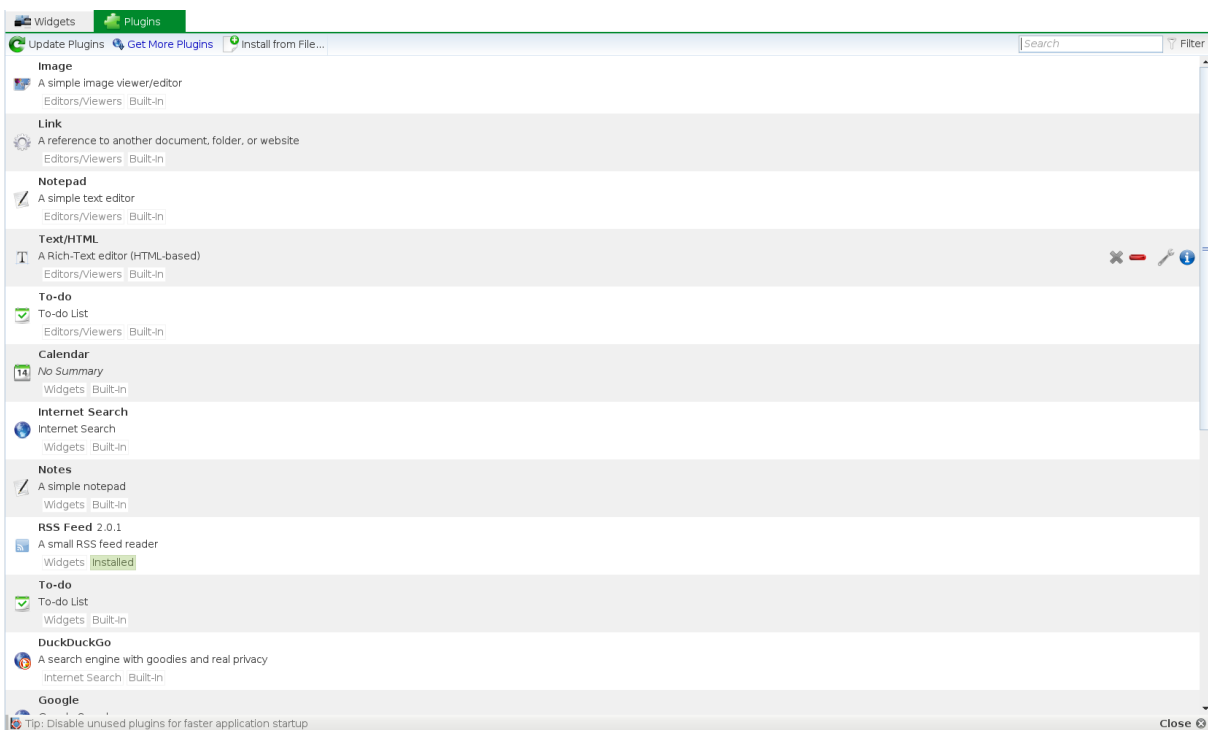 Widgets Plugins
Update Plugins Get More Plugins Install from File... Search Filter
Image
A simple image viewer/editor
Editors/Viewers Built-In
Link
A reference to another document, folder, or website
Editors/Viewers Built-In
Notepad
A simple text editor
Editors/Viewers Built-In
Text/HTML
A Rich-Text editor (HTML-based)
Editors/Viewers Built-In
To-do
To-do List
Editors/Viewers Built-In
Calendar
14 No Summary
Widgets Built-In
Internet Search
Internet Search
Widgets Built-In
Notes
A simple notepad
Widgets Built-In
RSS Feed 2.0.1
A small RSS feed reader
Widgets Installed
To-do
To-do List
Widgets Built-In
DuckDuckGo
A search engine with goodies and real privacy
Internet Search Built-In
Google
Tip: Disable unused plugins for faster application startup Close